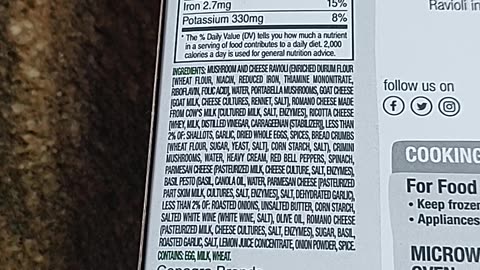 Iron 2.7mg 15%
Potassium 330mg 8%
* The % Daily Value (DV) tells you how much a nutrient
in a serving of food contributes to a daily diet. 2,000
calories a day is used for general nutrition advice.
INGREDIENTS: MUSHROOM AND CHEESE RAVIOLI (ENRICHED DURUM FLOUR
[WHEAT FLOUR, NIACIN, REDUCED IRON, THIAMINE MONONITRATE,
RIBOFLAVIN, FOLIC ACID], WATER, PORTABELLA MUSHROOMS, GOAT CHEESE
[GOAT MILK, CHEESE CULTURES, RENNET, SALT], ROMANO CHEESE MADE
FROM COW'S MILK [CULTURED MILK, SALT, ENZYMES], RICOTTA CHEESE
[WHEY, MILK, DISTILLED VINEGAR, CARRAGEENAN (STABILIZER)], LESS THAN
2% OF: SHALLOTS, GARLIC, DRIED WHOLE EGGS, SPICES, BREAD CRUMBS
[WHEAT FLOUR, SUGAR, YEAST, SALT], CORN STARCH, SALT), CRIMINI
MUSHROOMS, WATER, HEAVY CREAM, RED BELL PEPPERS, SPINACH,
PARMESAN CHEESE (PASTEURIZED MILK, CHEESE CULTURE, SALT, ENZYMES),
BASIL PESTO (BASIL, CANOLA OIL, WATER, PARMESAN CHEESE [PASTEURIZED
PART SKIM MILK, CULTURES, SALT, ENZYMES], SALT, DEHYDRATED GARLIC),
LESS THAN 2% OF: ROASTED ONIONS, UNSALTED BUTTER, CORN STARCH,
SALTED WHITE WINE (WHITE WINE, SALT), OLIVE OIL, ROMANO CHEESE
(PASTEURIZED MILK, CHEESE CULTURES, SALT, ENZYMES), SUGAR, BASIL,
ROASTED GARLIC, SALT, LEMON JUICE CONCENTRATE, ONION POWDER, SPICE.
CONTAINS: EGG, MILK, WHEAT.
Conagra Brand
Ravioli in
follow us on
COOKING
For Food
• Keep frozen
• Appliances
MICROW
OVEN